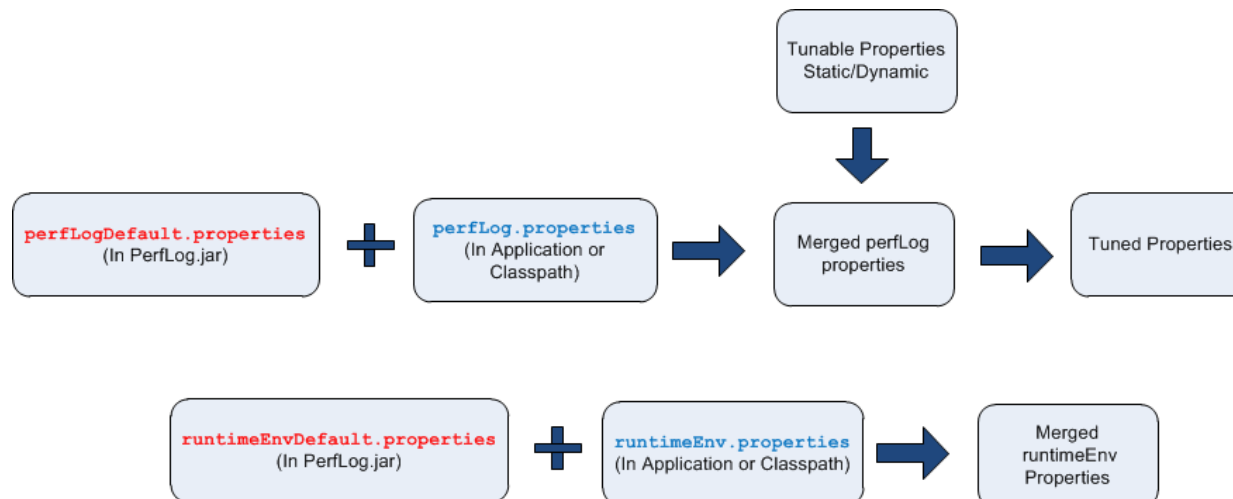 Tunable Properties
Static/Dynamic
perfLogDefault.properties
(In PerfLog.jar)
perfLog.properties
(In Application or
Classpath)
Merged perfLog
properties
Tuned Properties
runtimeEnvDefault.properties
(In PerfLog.jar)
runtimeEnv.properties
(In Application or Classpath)
Merged
runtimeEnv
Properties